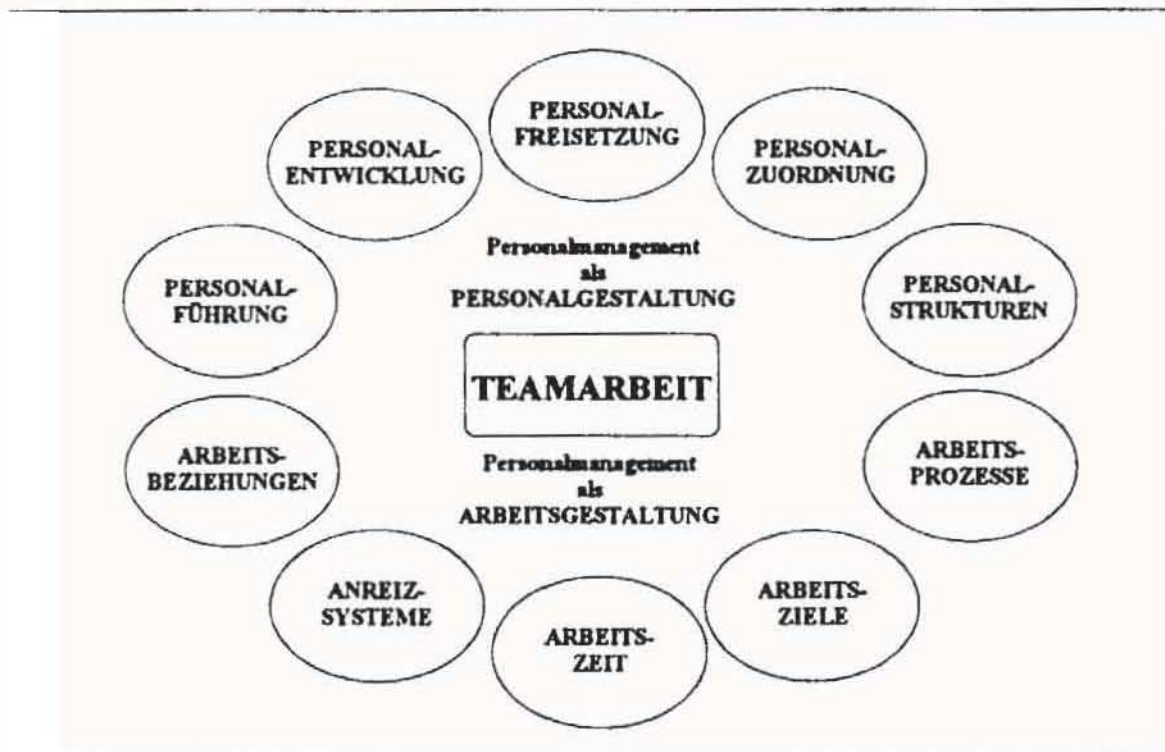 PERSONAL-
FREISETZUNG
PERSONAL-
ENTWICKLUNG
PERSONAL-
ZUORDNUNG
Personalmanagement
als
PERSONALGESTALTUNG
PERSONAL-
FÜHRUNG
PERSONAL-
STRUKTUREN
TEAMARBEIT
ARBEITS-
BEZIEHUNGEN
Personalmanagement
als
ARBEITSGESTALTUNG
ARBEITS-
PROZESSE
ANREIZ-
SYSTEME
ARBEITS-
ZEIT
ARBEITS-
ZIELE